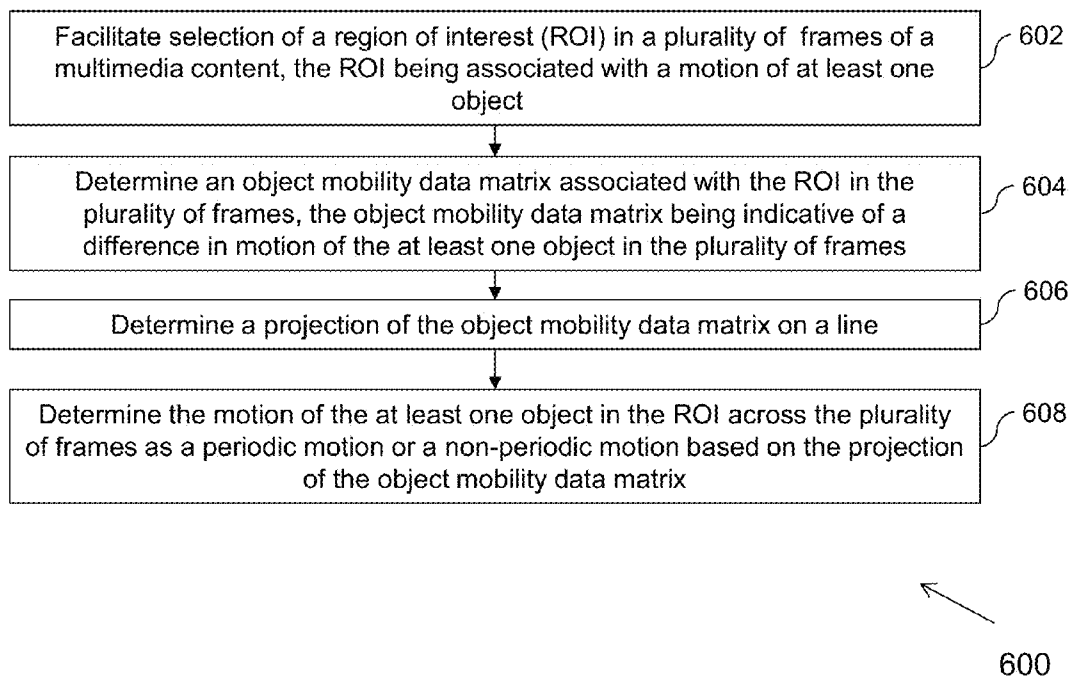 Facilitate selection of a region of interest (ROI) in a plurality of frames of a
multimedia content, the ROI being associated with a motion of at least one
object
602
Determine an object mobility data matrix associated with the ROI in the
plurality of frames, the object mobility data matrix being indicative of a
difference in motion of the at least one object in the plurality of frames
604
Determine a projection of the object mobility data matrix on a line
606
Determine the motion of the at least one object in the ROI across the plurality
of frames as a periodic motion or a non-periodic motion based on the projection
of the object mobility data matrix
608
600